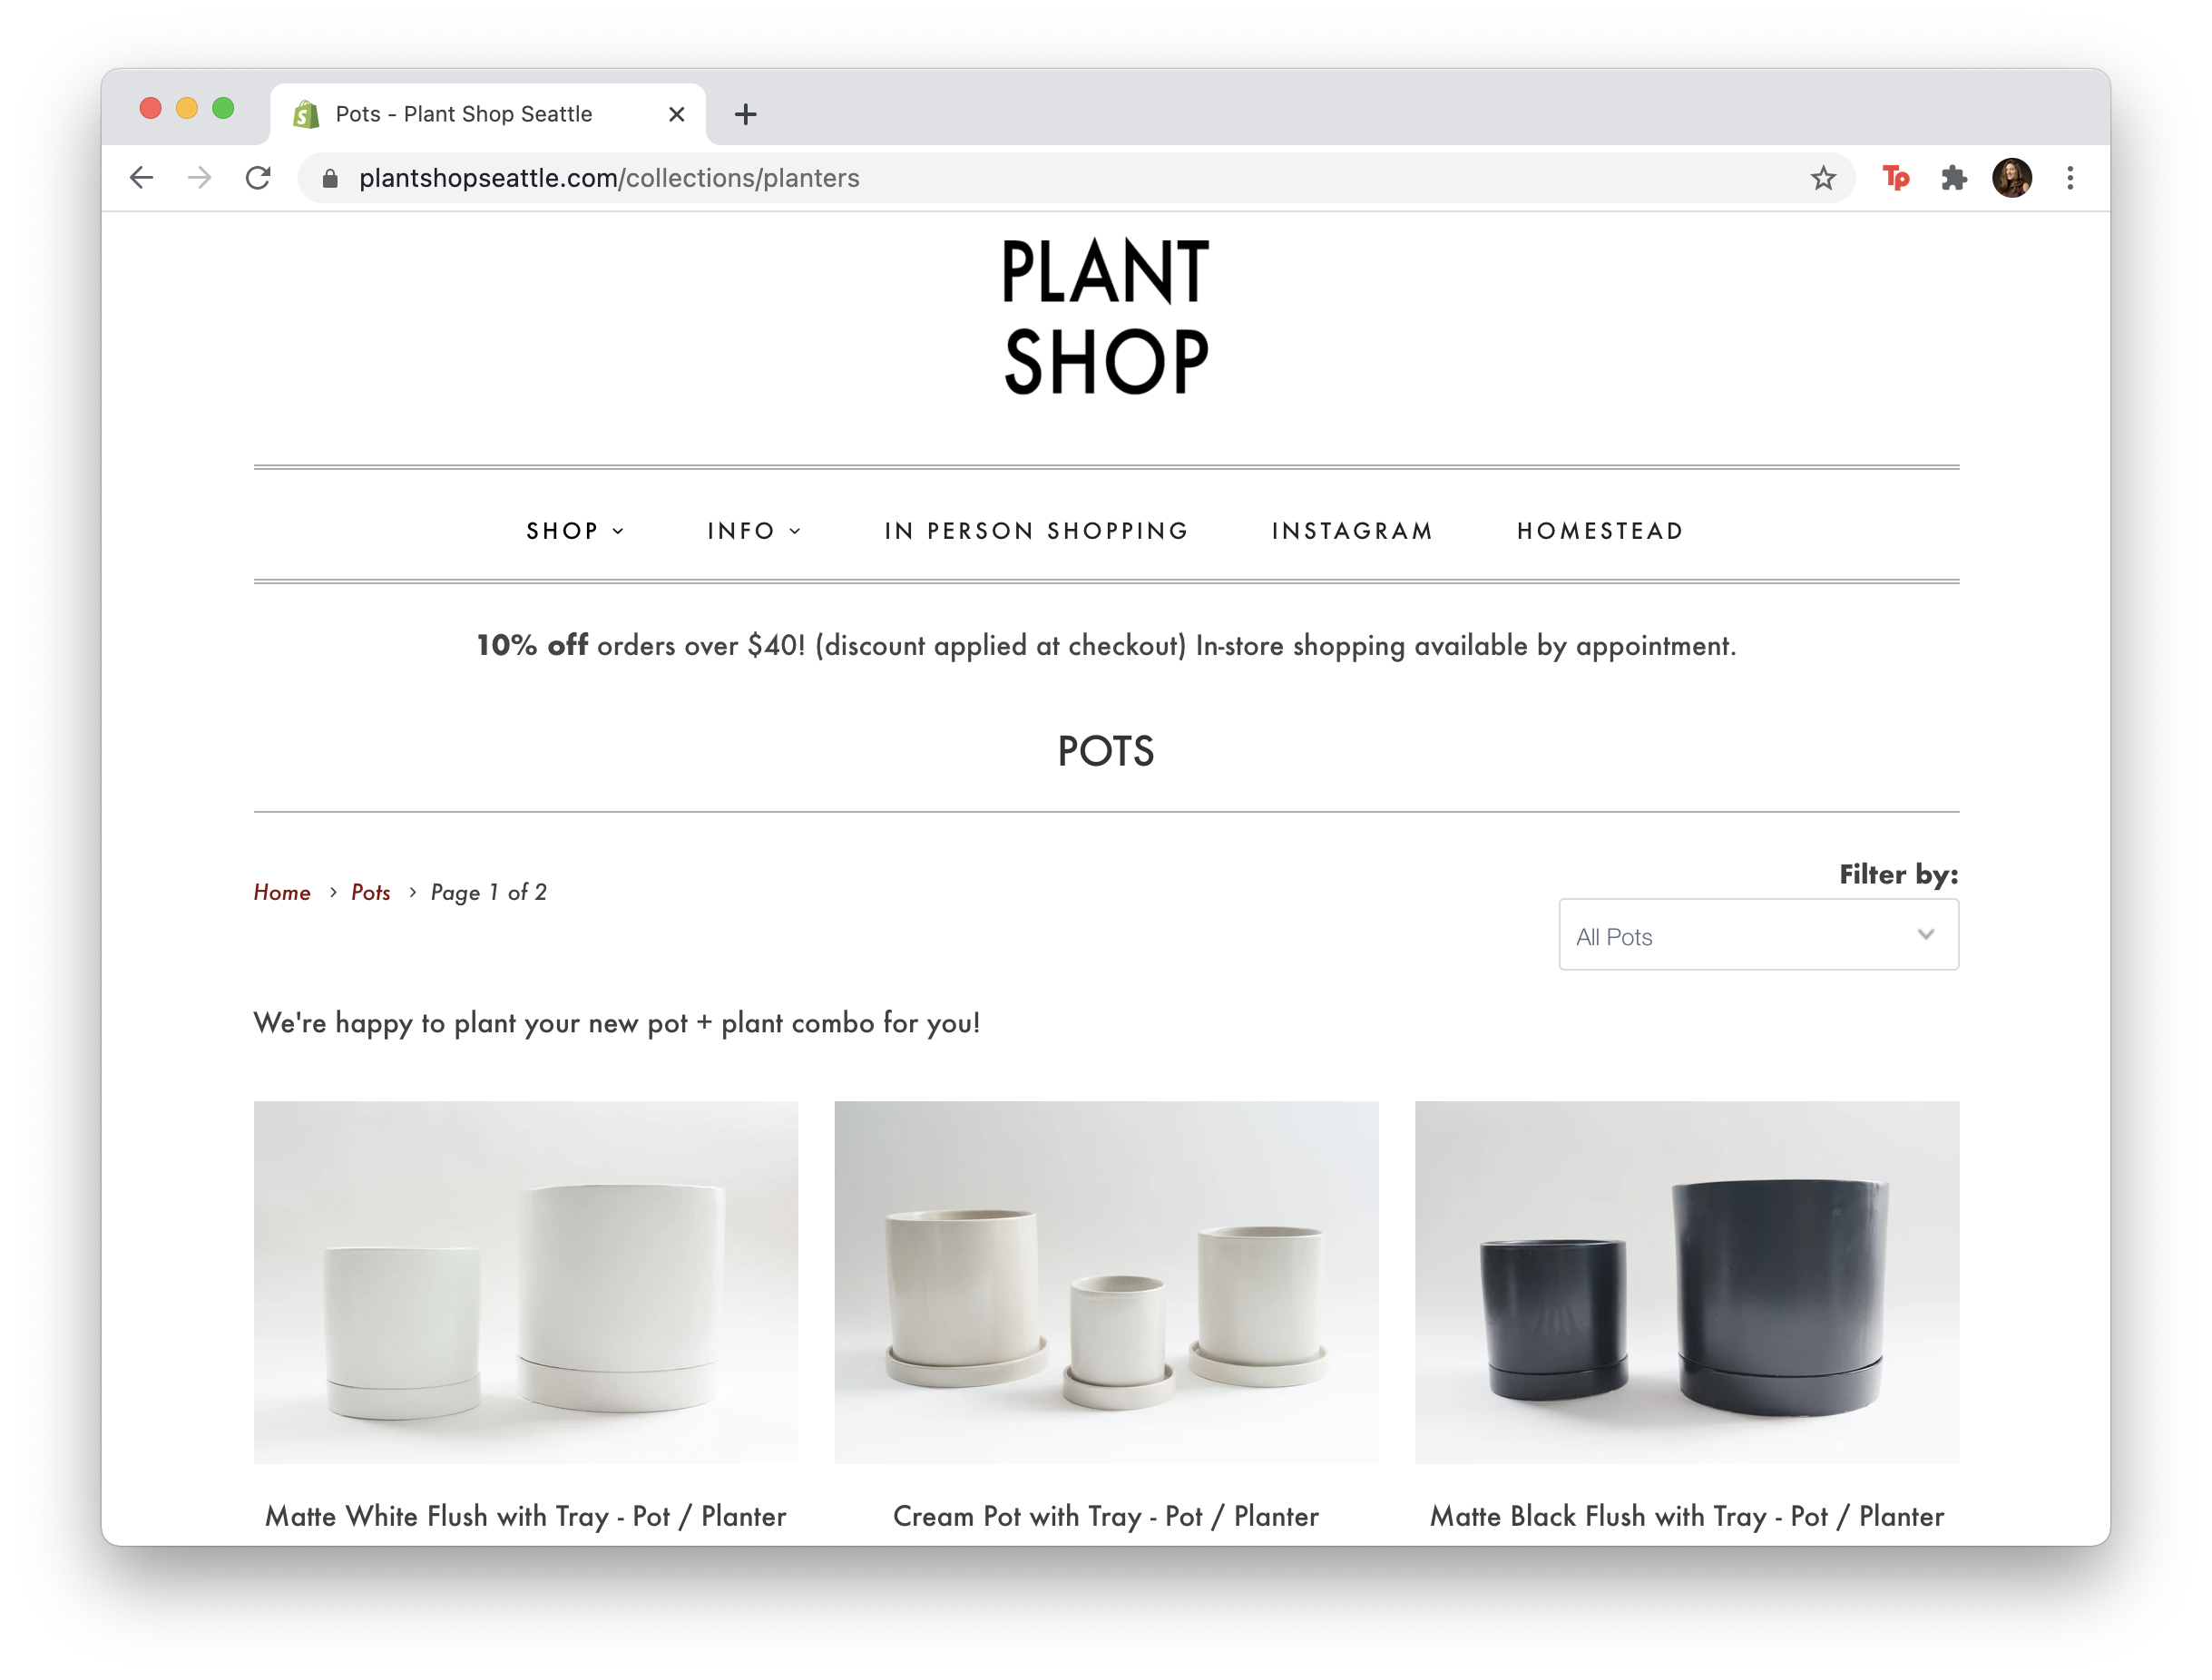 Pots - Plant Shop Seattle
plantshopseattle.com/collections/planters
Tp
PLANT
SHOP
SHOP INFO IN PERSON SHOPPING INSTAGRAM HOMESTEAD
10% off orders over $40! (discount applied at checkout) In-store shopping available by appointment.
POTS
Filter by:
Home > Pots > Page 1 of 2
All Pots
We're happy to plant your new pot + plant combo for you!
Matte White Flush with Tray - Pot / Planter
Cream Pot with Tray - Pot / Planter
Matte Black Flush with Tray - Pot / Planter